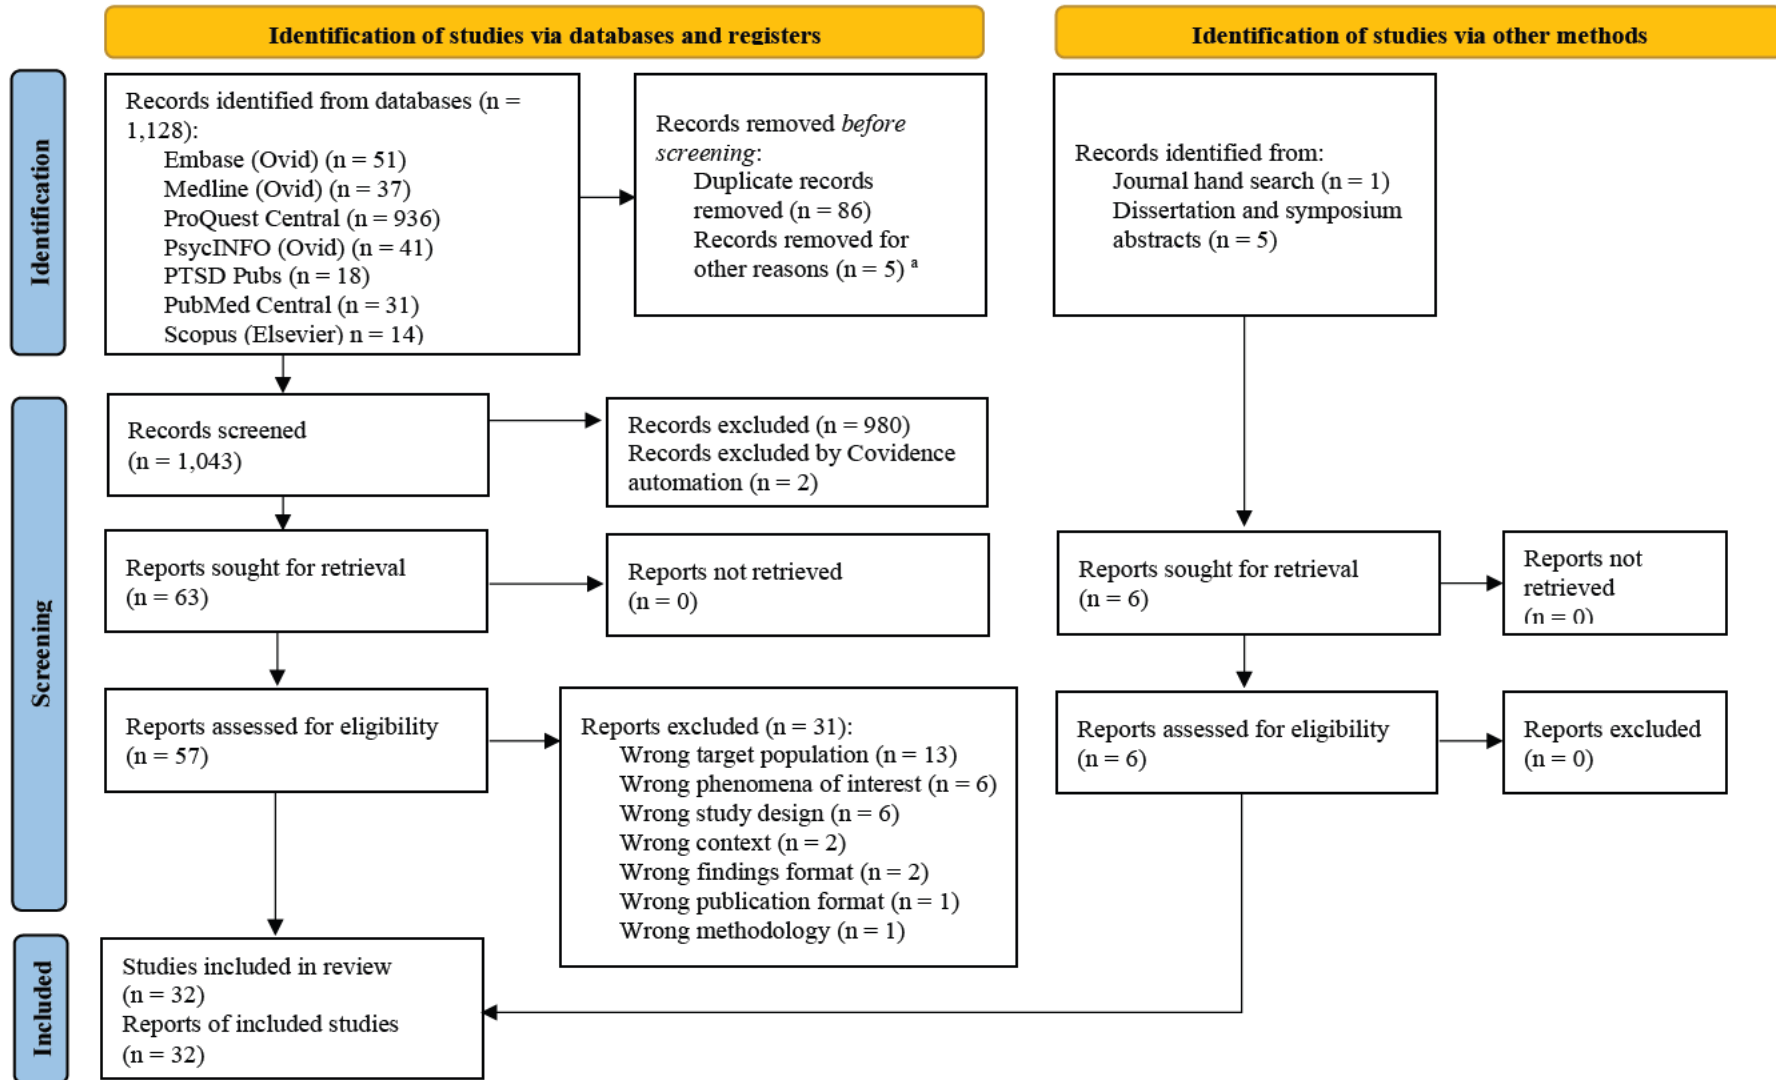 Identification of studies via databases and registers
Identification of studies via other methods
Identification
Records identified from databases (n =
1,128):
Embase (Ovid) (n = 51)
Medline (Ovid) (n = 37)
ProQuest Central (n = 936)
PsycINFO (Ovid) (n = 41)
PTSD Pubs (n = 18)
PubMed Central (n = 31)
Scopus (Elsevier) n = 14)
Records removed before
screening:
Duplicate records
removed (n = 86)
Records removed for
other reasons (n = 5) a
Records identified from:
Journal hand search (n = 1)
Dissertation and symposium
abstracts (n = 5)
Screening
Records screened
(n = 1,043)
Records excluded (n = 980)
Records excluded by Covidence
automation (n = 2)
Reports sought for retrieval
(n = 63)
Reports not retrieved
(n = 0)
Reports sought for retrieval
(n = 6)
Reports not
retrieved
(n = 0)
Reports assessed for eligibility
(n = 57)
Reports excluded (n = 31):
Wrong target population (n = 13)
Wrong phenomena of interest (n = 6)
Wrong study design (n = 6)
Wrong context (n = 2)
Wrong findings format (n = 2)
Wrong publication format (n = 1)
Wrong methodology (n = 1)
Reports assessed for eligibility
(n = 6)
Reports excluded
(n = 0)
Included
Studies included in review
(n = 32)
Reports of included studies
(n = 32)